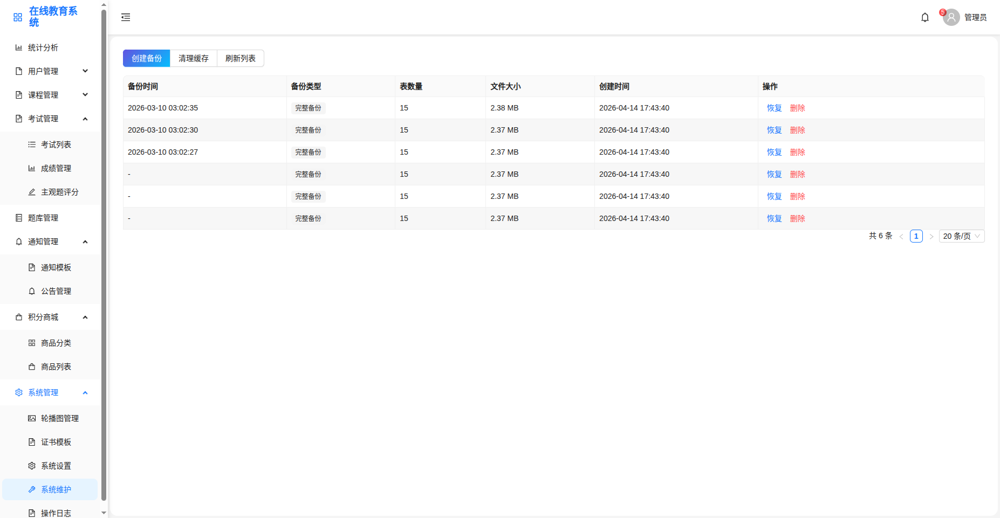 在线教育系
统
统计分析
用户管理
课程管理
考试管理
考试列表
成绩管理
主观题评分
题库管理
通知管理
通知模板
公告管理
积分商城
商品分类
商品列表
系统管理
轮播图管理
证书模板
系统设置
系统维护
操作日志
5 管理员
创建备份 清理缓存 刷新列表
备份时间 备份类型 表数量 文件大小 创建时间 操作
2026-03-10 03:02:35 完整备份 15 2.38 MB 2026-04-14 17:43:40 恢复 删除
2026-03-10 03:02:30 完整备份 15 2.37 MB 2026-04-14 17:43:40 恢复 删除
2026-03-10 03:02:27 完整备份 15 2.37 MB 2026-04-14 17:43:40 恢复 删除
- 完整备份 15 2.37 MB 2026-04-14 17:43:40 恢复 删除
- 完整备份 15 2.37 MB 2026-04-14 17:43:40 恢复 删除
- 完整备份 15 2.37 MB 2026-04-14 17:43:40 恢复 删除
共 6 条 1 20 条/页